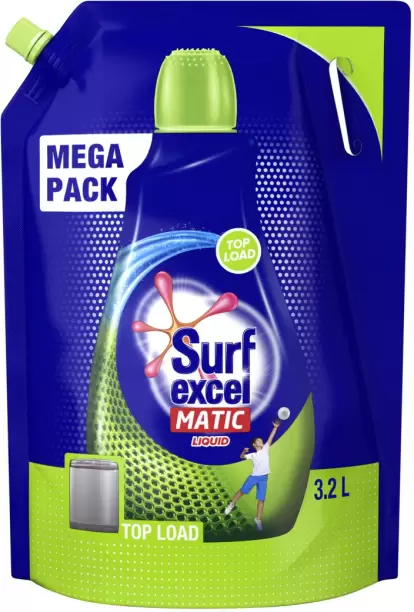 MEGA
PACK
TOP
LOAD
Surf
excel
MATIC
LIQUID
3.2 L
TOP LOAD